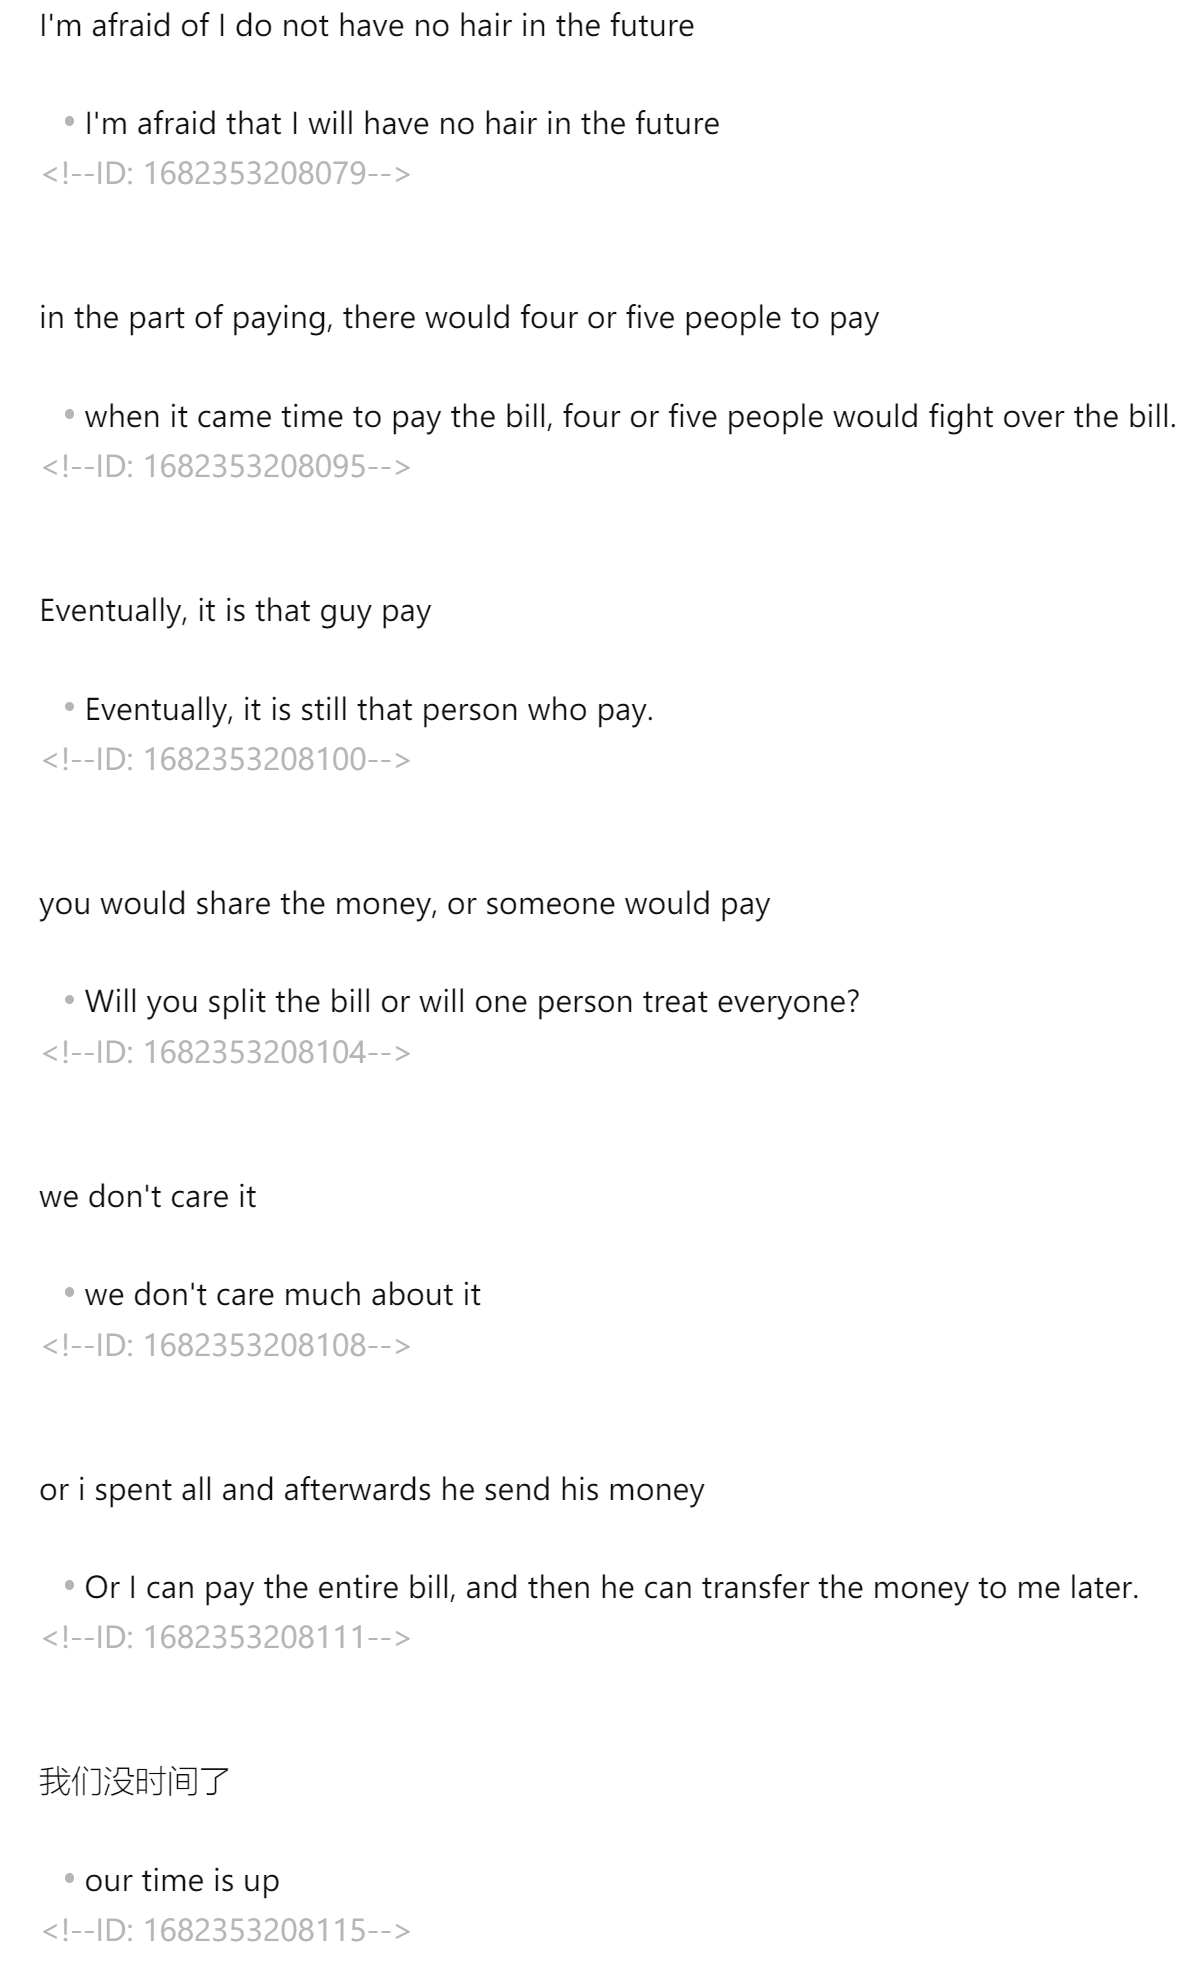 I'm afraid of I do not have no hair in the future
• I'm afraid that I will have no hair in the future
<!--ID: 1682353208079-->
in the part of paying, there would four or five people to pay
• when it came time to pay the bill, four or five people would fight over the bill.
<!--ID: 1682353208095-->
Eventually, it is that guy pay
• Eventually, it is still that person who pay.
<!--ID: 1682353208100-->
you would share the money, or someone would pay
• Will you split the bill or will one person treat everyone?
<!--ID: 1682353208104-->
we don't care it
• we don't care much about it
<!--ID: 1682353208108-->
or i spent all and afterwards he send his money
• Or I can pay the entire bill, and then he can transfer the money to me later.
<!--ID: 1682353208111-->
我们没时间了
• our time is up
<!--ID: 1682353208115-->